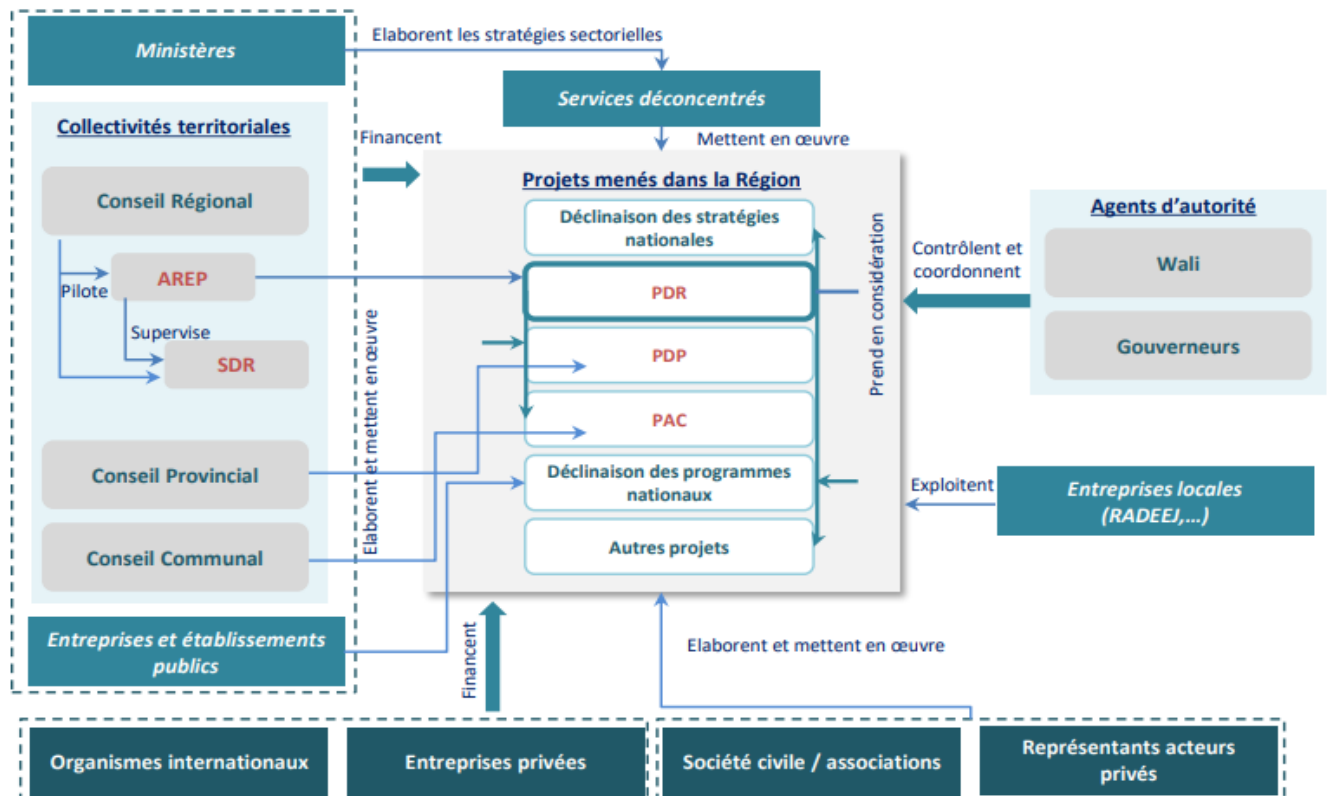 Ministères
Elaborent les stratégies sectorielles
Services déconcentrés
Collectivités territoriales
Financent
Mettent en œuvre
Conseil Régional
Projets menés dans la Région
Déclinaison des stratégies
nationales
Agents d’autorité
AREP
Pilote
PDR
Prend en considération
Contrôlent et
coordonnent
Wali
Supervise
SDR
Elaborent et mettent en œuvre
PDP
Gouverneurs
PAC
Conseil Provincial
Déclinaison des programmes
nationaux
Exploitent
Entreprises locales
(RADEEJ,…)
Conseil Communal
Autres projets
Entreprises et établissements
publics
Financent
Elaborent et mettent en œuvre
Organismes internationaux
Entreprises privées
Société civile / associations
Représentants acteurs
privés